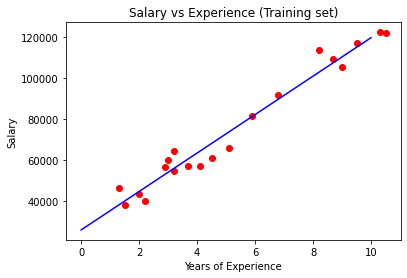 Salary vs Experience (Training set)
120000
100000
80000
60000
40000
Salary
0 2 4 6 8 10
Years of Experience